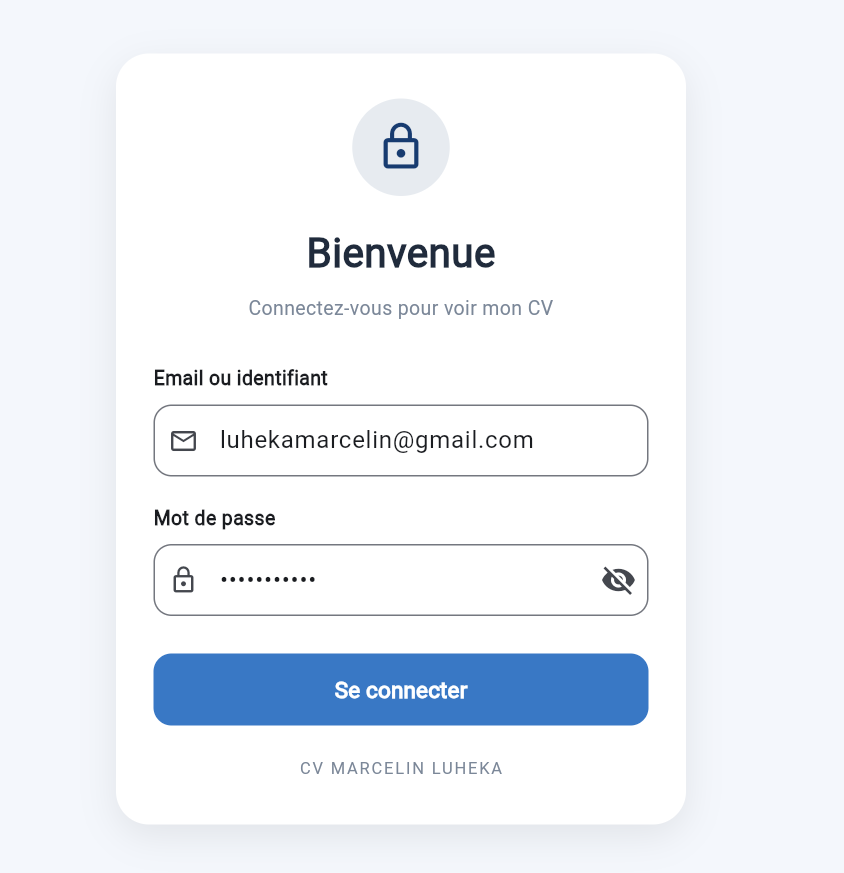 Bienvenue
Connectez-vous pour voir mon CV
Email ou identifiant
luhekamarcelin@gmail.com
Mot de passe
•••••••••••
Se connecter
CV MARCELIN LUHEKA